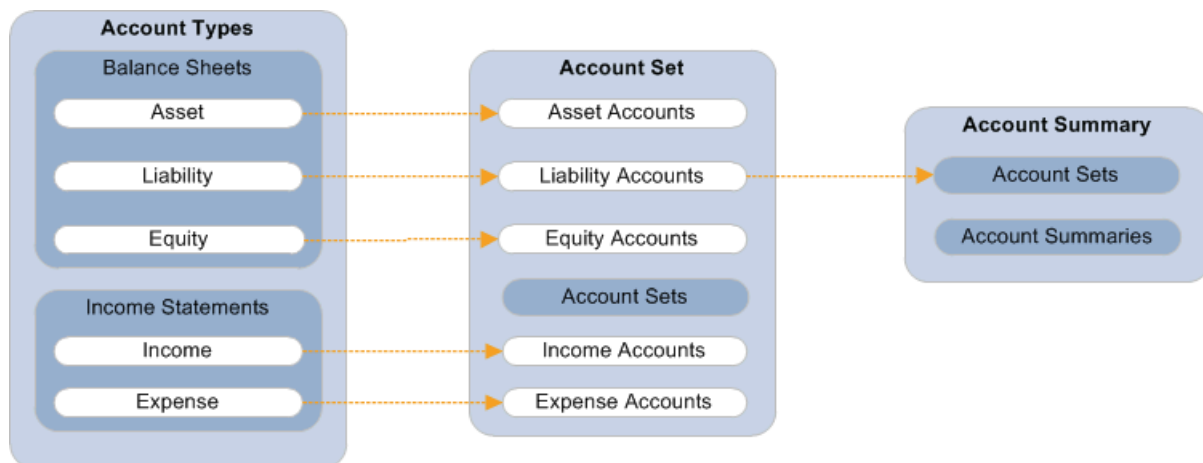 Account Types
Balance Sheets
Asset
Liability
Equity
Income Statements
Income
Expense
Account Set
Asset Accounts
Liability Accounts
Equity Accounts
Account Sets
Income Accounts
Expense Accounts
Account Summary
Account Sets
Account Summaries